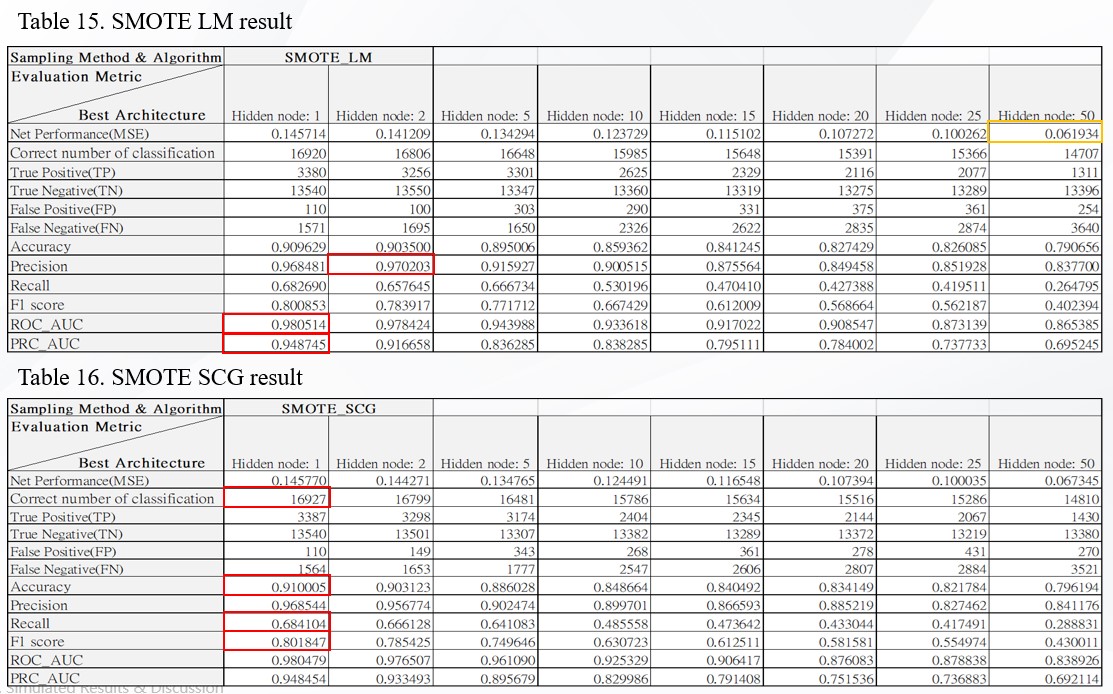 Table 15. SMOTE LM result
Sampling Method & Algorithm SMOTE_LM
Evaluation Metric
Best Architecture Hidden node: 1 Hidden node: 2 Hidden node: 5 Hidden node: 10 Hidden node: 15 Hidden node: 20 Hidden node: 25 Hidden node: 50
Net Performance(MSE) 0.145714 0.141209 0.134294 0.123729 0.115102 0.107272 0.100262 0.061934
Correct number of classification 16920 16806 16648 15985 15648 15391 15366 14707
True Positive(TP) 3380 3256 3301 2625 2329 2116 2077 1311
True Negative(TN) 13540 13550 13347 13360 13319 13275 13289 13396
False Positive(FP) 110 100 303 290 331 375 361 254
False Negative(FN) 1571 1695 1650 2326 2622 2835 2874 3640
Accuracy 0.909629 0.903500 0.895006 0.859362 0.841245 0.827429 0.826085 0.790656
Precision 0.968481 0.970203 0.915927 0.900515 0.875564 0.849458 0.851928 0.837700
Recall 0.682690 0.657645 0.666734 0.530196 0.470410 0.427388 0.419511 0.264795
F1 score 0.800853 0.783917 0.771712 0.667429 0.612009 0.568664 0.562187 0.402394
ROC_AUC 0.980514 0.978424 0.943988 0.933618 0.917022 0.908547 0.873139 0.865385
PRC_AUC 0.948745 0.916658 0.836285 0.838285 0.795111 0.784002 0.737733 0.695245
Table 16. SMOTE SCG result
Sampling Method & Algorithm SMOTE_SCG
Evaluation Metric
Best Architecture Hidden node: 1 Hidden node: 2 Hidden node: 5 Hidden node: 10 Hidden node: 15 Hidden node: 20 Hidden node: 25 Hidden node: 50
Net Performance(MSE) 0.145770 0.144271 0.134765 0.124491 0.116548 0.107394 0.100035 0.067345
Correct number of classification 16927 16799 16481 15786 15634 15516 15286 14810
True Positive(TP) 3387 3298 3174 2404 2345 2144 2067 1430
True Negative(TN) 13540 13501 13307 13382 13289 13372 13219 13380
False Positive(FP) 110 149 343 268 361 278 431 270
False Negative(FN) 1564 1653 1777 2547 2606 2807 2884 3521
Accuracy 0.910005 0.903123 0.886028 0.848664 0.840492 0.834149 0.821784 0.796194
Precision 0.968544 0.956774 0.902474 0.899701 0.866593 0.885219 0.827462 0.841176
Recall 0.684104 0.666128 0.641083 0.485558 0.473642 0.433044 0.417491 0.288831
F1 score 0.801847 0.785425 0.749646 0.630723 0.612511 0.581581 0.554974 0.430011
ROC_AUC 0.980479 0.976507 0.961090 0.925329 0.906417 0.876083 0.878838 0.838926
PRC_AUC 0.948454 0.933493 0.895679 0.829986 0.791408 0.751536 0.736883 0.692114
Simulated Results & Discussion